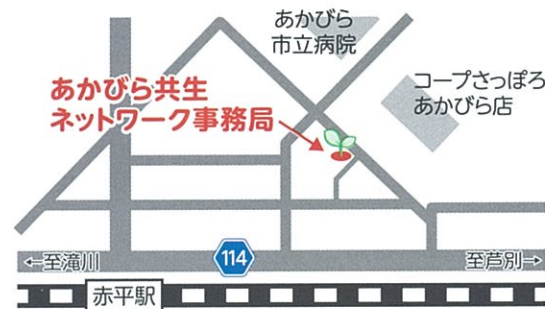 あかびら
市立病院
コープさっぽろ
あかびら店
あかびら共生
ネットワーク事務局
←至滝川
114
至芦別→
赤平駅